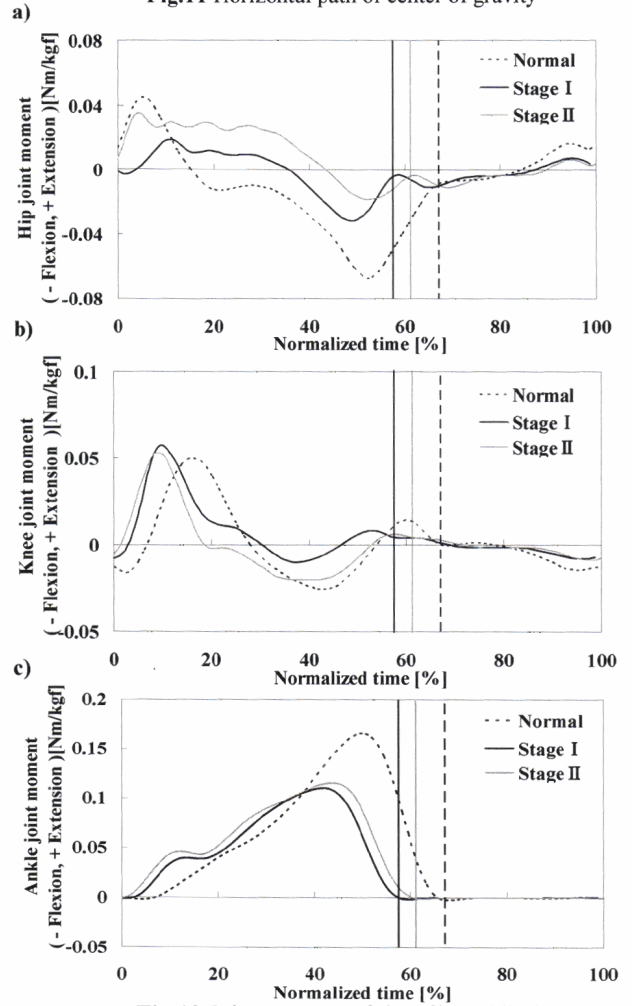 Fig.11 Horizontal path of center of gravity
a)
Hip joint moment
( - Flexion, + Extension )[Nm/kgf]
0.08
0.04
0
-0.04
-0.08
Normal
Stage I
Stage II
0 20 40 60 80 100
Normalized time [%]
b)
Knee joint moment
( - Flexion, + Extension )[Nm/kgf]
0.1
0.05
0
-0.05
Normal
Stage I
Stage II
0 20 40 60 80 100
Normalized time [%]
c)
Ankle joint moment
( - Flexion, + Extension )[Nm/kgf]
0.2
0.15
0.1
0.05
0
-0.05
Normal
Stage I
Stage II
0 20 40 60 80 100
Normalized time [%]